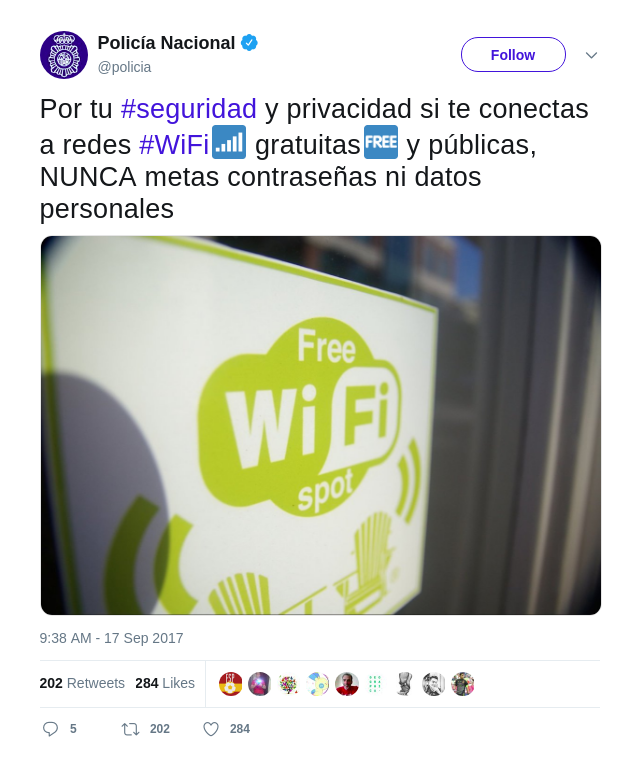 Policía Nacional
@policia
Follow
Por tu #seguridad y privacidad si te conectas
a redes #WiFi📶 gratuitas🆓 y públicas,
NUNCA metas contraseñas ni datos
personales
Free
WiFi
spot
9:38 AM - 17 Sep 2017
202 Retweets 284 Likes
5 202 284